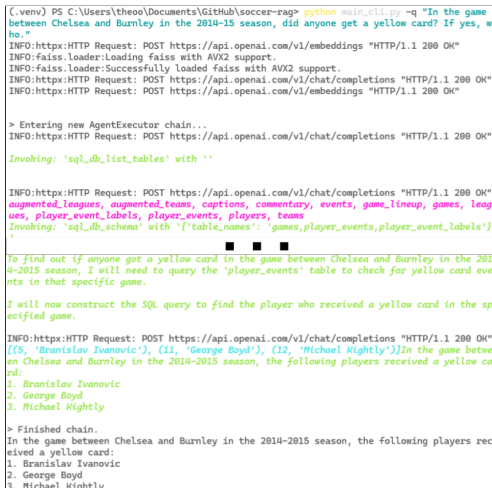 (.venv) PS C:\Users\theoo\Documents\GitHub\soccer-rag> python main_cli.py -q "In the game
between Chelsea and Burnley in the 2014-15 season, did anyone get a yellow card? If yes, w
ho."
INFO:httpx:HTTP Request: POST https://api.openai.com/v1/embeddings "HTTP/1.1 200 OK"
INFO:faiss.loader:Loading faiss with AVX2 support.
INFO:faiss.loader:Successfully loaded faiss with AVX2 support.
INFO:httpx:HTTP Request: POST https://api.openai.com/v1/chat/completions "HTTP/1.1 200 OK"
INFO:httpx:HTTP Request: POST https://api.openai.com/v1/embeddings "HTTP/1.1 200 OK"
> Entering new AgentExecutor chain...
INFO:httpx:HTTP Request: POST https://api.openai.com/v1/chat/completions "HTTP/1.1 200 OK"
Invoking: `sql_db_list_tables` with ``
INFO:httpx:HTTP Request: POST https://api.openai.com/v1/chat/completions "HTTP/1.1 200 OK"
augmented_leagues, augmented_teams, captions, commentary, events, game_lineup, games, leag
ues, player_event_labels, player_events, players, teams
Invoking: `sql_db_schema` with `{'table_names': 'games,player_events,player_event_labels'}
`
To find out if anyone got a yellow card in the game between Chelsea and Burnley in the 201
4-2015 season, I will need to query the `player_events` table to check for yellow card eve
nts in that specific game.
I will now construct the SQL query to find the player who received a yellow card in the sp
ecified game.
INFO:httpx:HTTP Request: POST https://api.openai.com/v1/chat/completions "HTTP/1.1 200 OK"
[(5, 'Branislav Ivanovic'), (11, 'George Boyd'), (12, 'Michael Kightly')]In the game betwe
en Chelsea and Burnley in the 2014-2015 season, the following players received a yellow ca
rd:
1. Branislav Ivanovic
2. George Boyd
3. Michael Kightly
> Finished chain.
In the game between Chelsea and Burnley in the 2014-2015 season, the following players rec
eived a yellow card:
1. Branislav Ivanovic
2. George Boyd
3. Michael Kightly